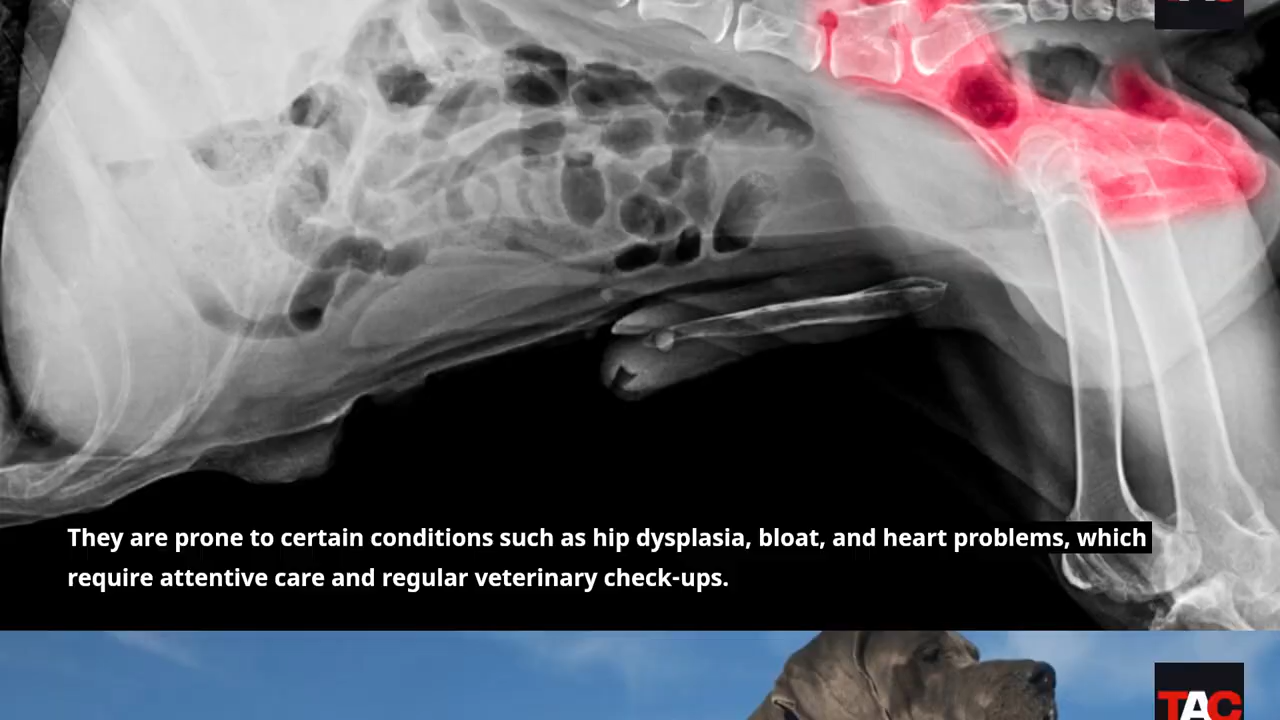 They are prone to certain conditions such as hip dysplasia, bloat, and heart problems, which
require attentive care and regular veterinary check-ups.
TAC